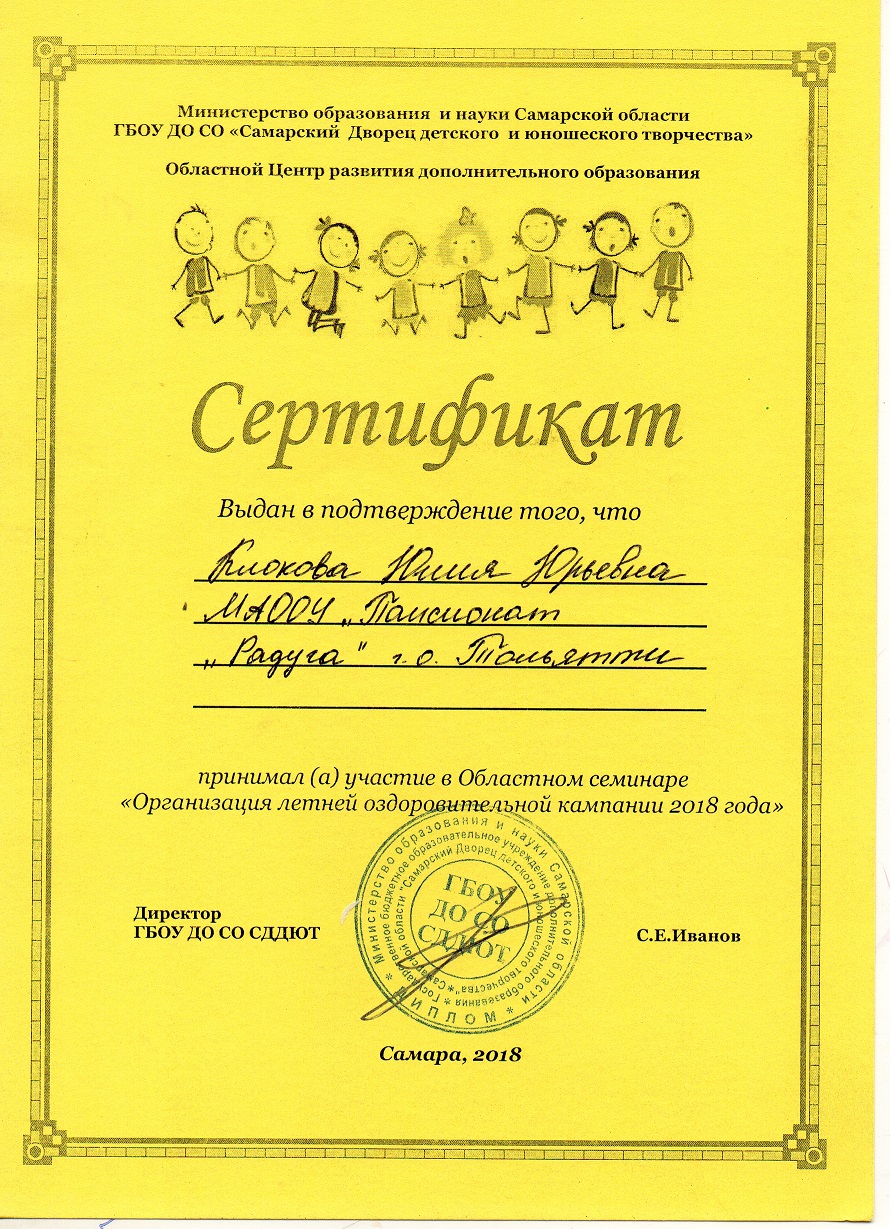 Министерство образования и науки Самарской области
ГБОУ ДО СО «Самарский Дворец детского и юношеского творчества»
Областной Центр развития дополнительного образования
Сертификат
Выдан в подтверждение того, что
Клокова Юлия Юрьевна
МАООУ „Пансионат
„Радуга" г.о. Тольятти
принимал (а) участие в Областном семинаре
«Организация летней оздоровительной кампании 2018 года»
* Министерство образования и науки Самарской области *
ДИПЛОМ
* Государственное бюджетное образовательное учреждение дополнительного образования
* Самарской области "Самарский Дворец детского и юношеского творчества"
ГБОУ
ДО СО
СДДЮТ
Директор
ГБОУ ДО СО СДДЮТ
С.Е.Иванов
Самара, 2018